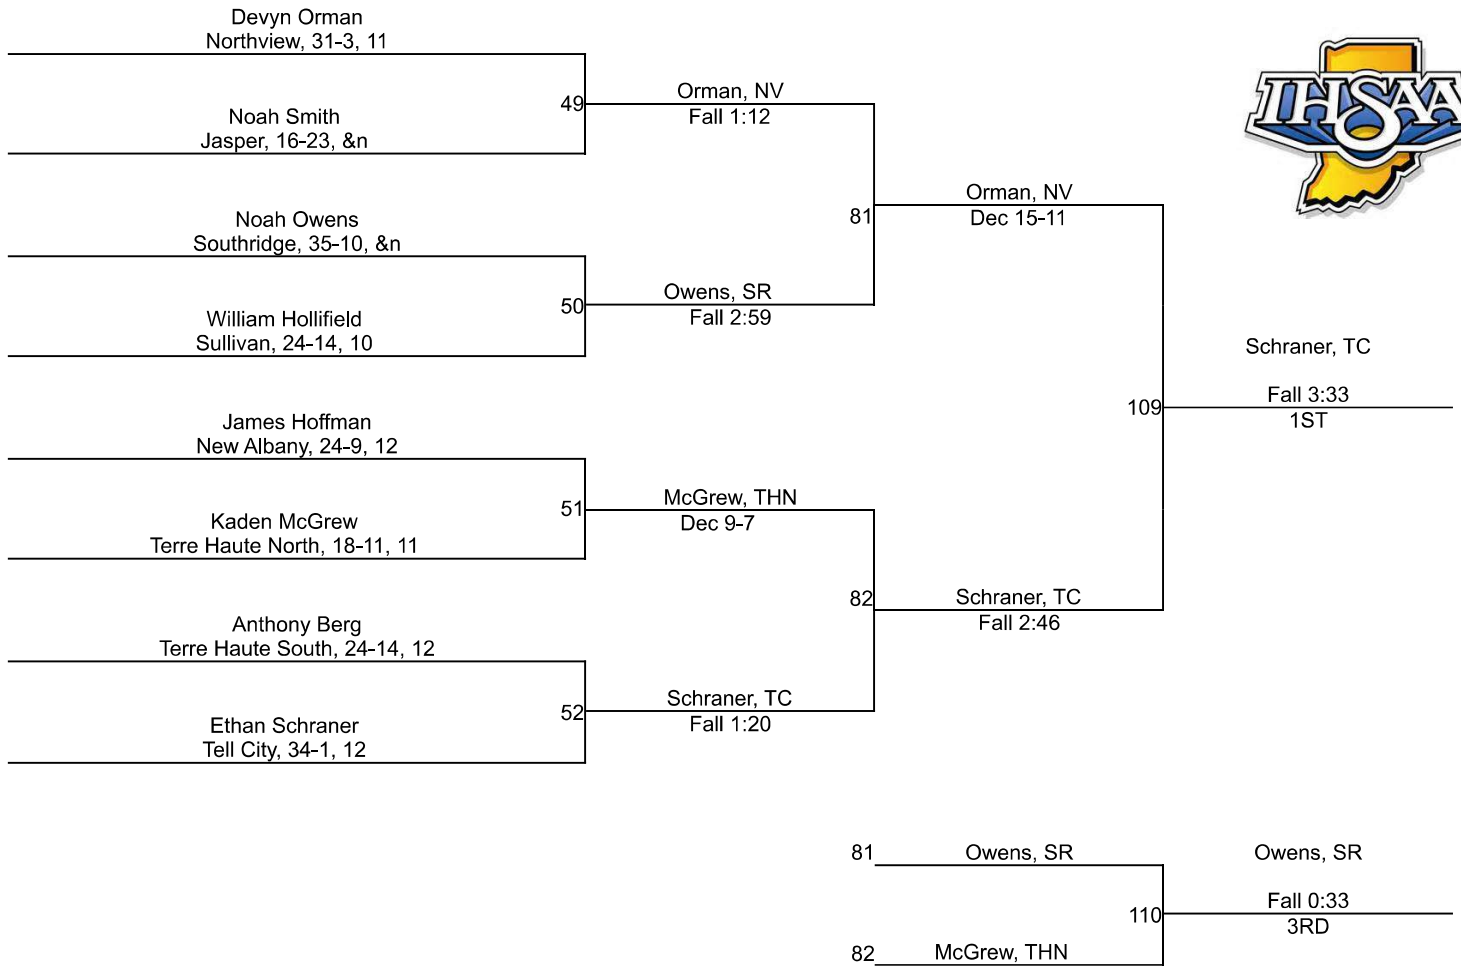 Devyn Orman
Northview, 31-3, 11
Noah Smith
Jasper, 16-23, &n
Noah Owens
Southridge, 35-10, &n
William Hollifield
Sullivan, 24-14, 10
James Hoffman
New Albany, 24-9, 12
Kaden McGrew
Terre Haute North, 18-11, 11
Anthony Berg
Terre Haute South, 24-14, 12
Ethan Schraner
Tell City, 34-1, 12
49
Orman, NV
Fall 1:12
50
Owens, SR
Fall 2:59
51
McGrew, THN
Dec 9-7
52
Schraner, TC
Fall 1:20
81
Orman, NV
Dec 15-11
82
Schraner, TC
Fall 2:46
IHSAA
109
Schraner, TC
Fall 3:33
1ST
81
Owens, SR
82
McGrew, THN
110
Owens, SR
Fall 0:33
3RD